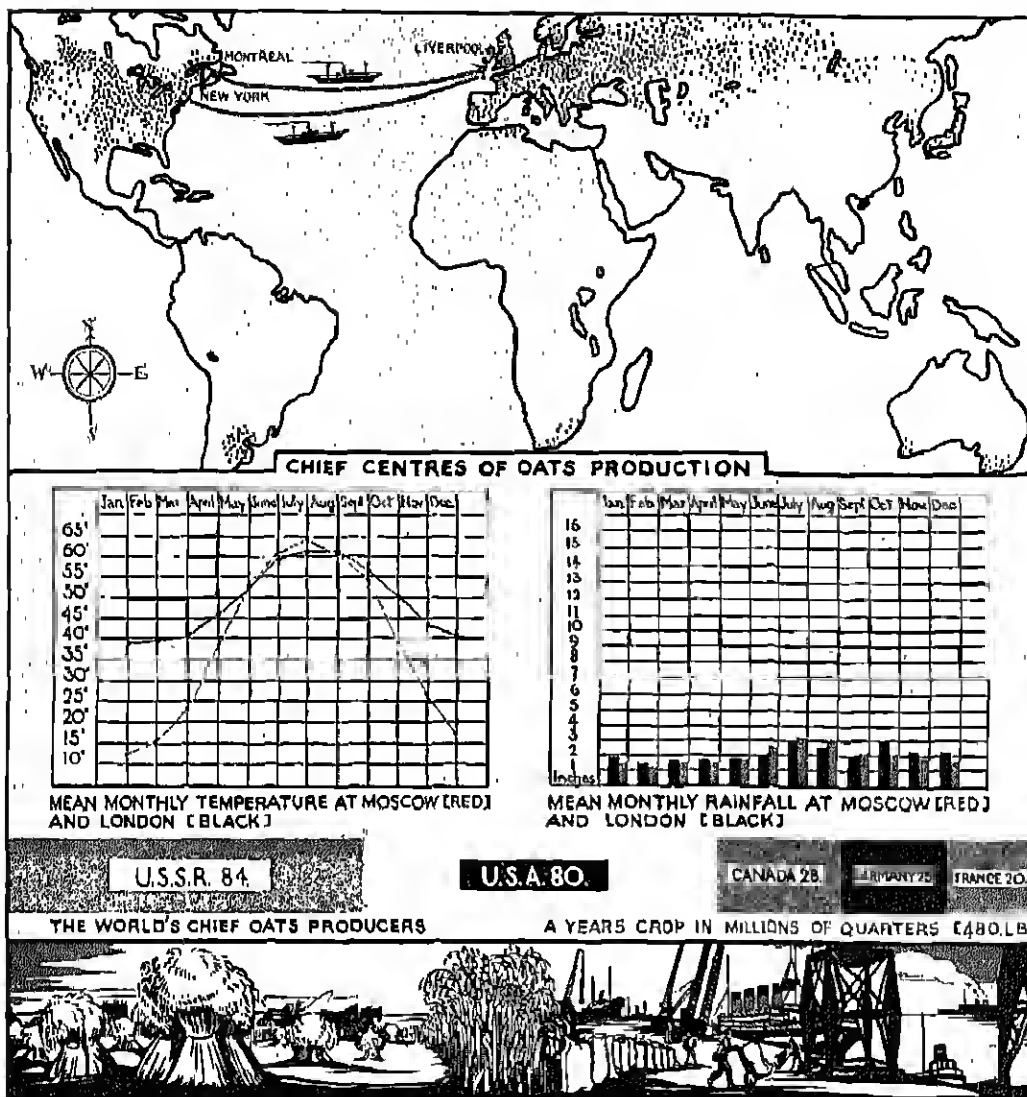 MONTREAL
LIVERPOOL
NEW YORK
N
W E
S
CHIEF CENTRES OF OATS PRODUCTION
Jan Feb Mar April May June July Aug Sept Oct Nov Dec
65°
60°
55°
50°
45°
40°
35°
30°
25°
20°
15°
10°
MEAN MONTHLY TEMPERATURE AT MOSCOW [RED]
AND LONDON [BLACK]
Jan Feb Mar April May June July Aug Sept Oct Nov Dec
16
15
14
13
12
11
10
9
8
7
6
5
4
3
2
1
Inches
MEAN MONTHLY RAINFALL AT MOSCOW [RED]
AND LONDON [BLACK]
U.S.S.R. 84.
U.S.A. 80.
CANADA 28.
GERMANY 25
FRANCE 20.
THE WORLD'S CHIEF OATS PRODUCERS
A YEARS CROP IN MILLIONS OF QUARTERS [480.LB